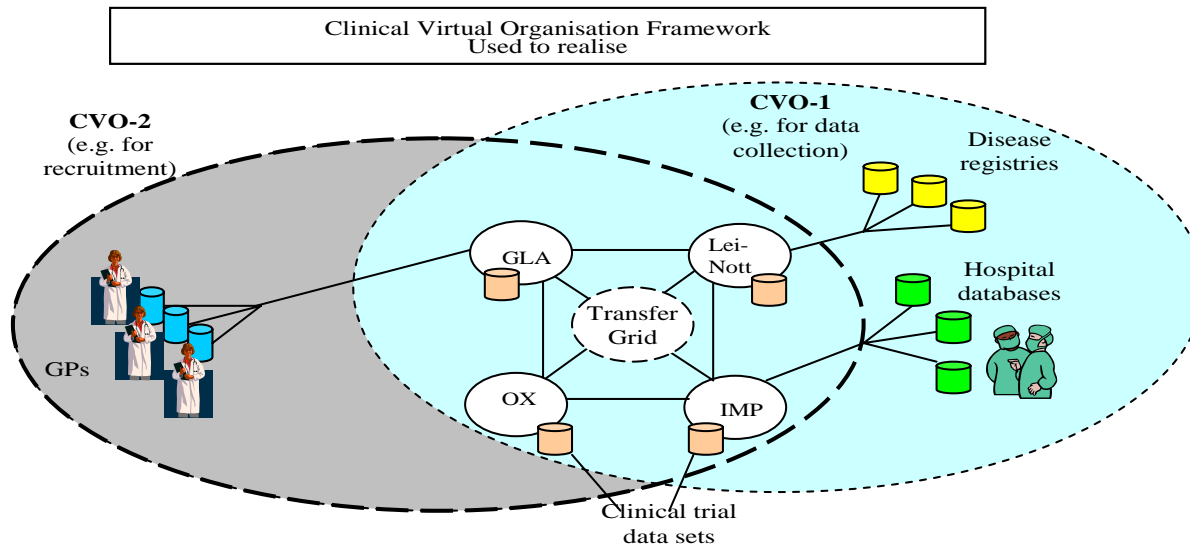 Clinical Virtual Organisation Framework
Used to realise
CVO-1
(e.g. for data
collection)
CVO-2
(e.g. for
recruitment)
Disease
registries
GLA
Lei-
Nott
Hospital
databases
Transfer
Grid
GPs
OX
IMP
Clinical trial
data sets